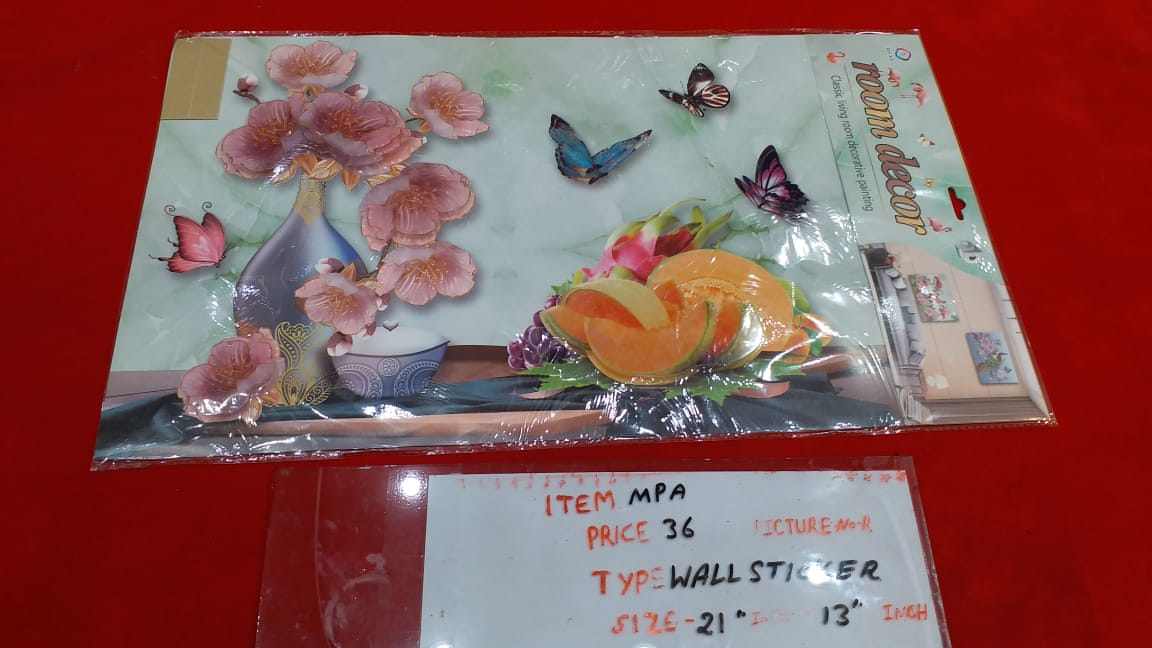 room decor
Classic living room decorative painting
ITEM MPA
PRICE 36
TYPE WALL STICKER
SIZE - 21" 13" INCH